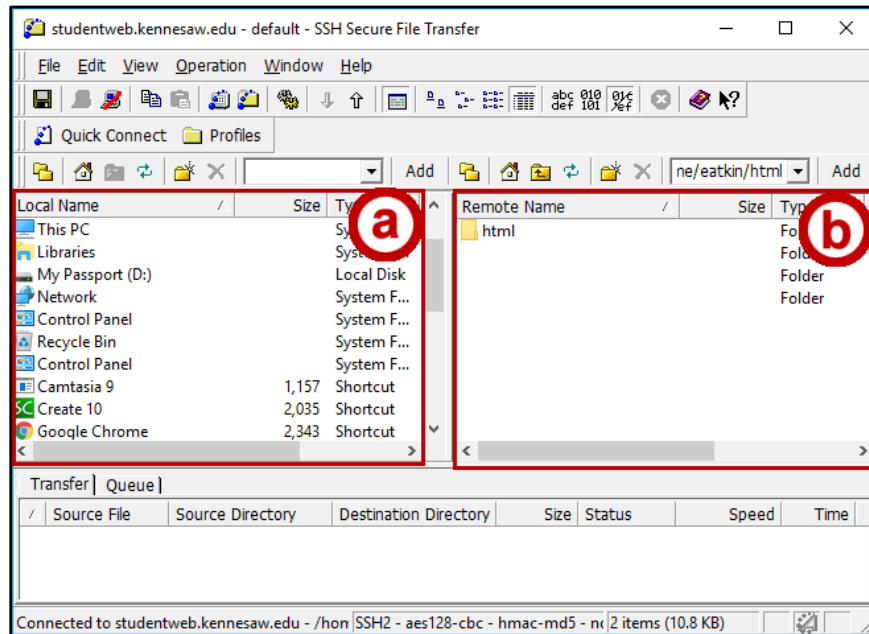 studentweb.kennesaw.edu - default - SSH Secure File Transfer
File Edit View Operation Window Help
abc 010
def 101
Quick Connect Profiles
Add ne/eatkin/html Add
Local Name Size a Remote Name Size b
This PC
Libraries
My Passport (D:) Local Disk
Network System F...
Control Panel System F...
Recycle Bin System F...
Control Panel System F...
Camtasia 9 1,157 Shortcut
Create 10 2,035 Shortcut
Google Chrome 2,343 Shortcut
html
Folder
Folder
Transfer Queue
Source File Source Directory Destination Directory Size Status Speed Time
Connected to studentweb.kennesaw.edu - /hon SSH2 - aes128-cbc - hmac-md5 - 2 items (10.8 KB)